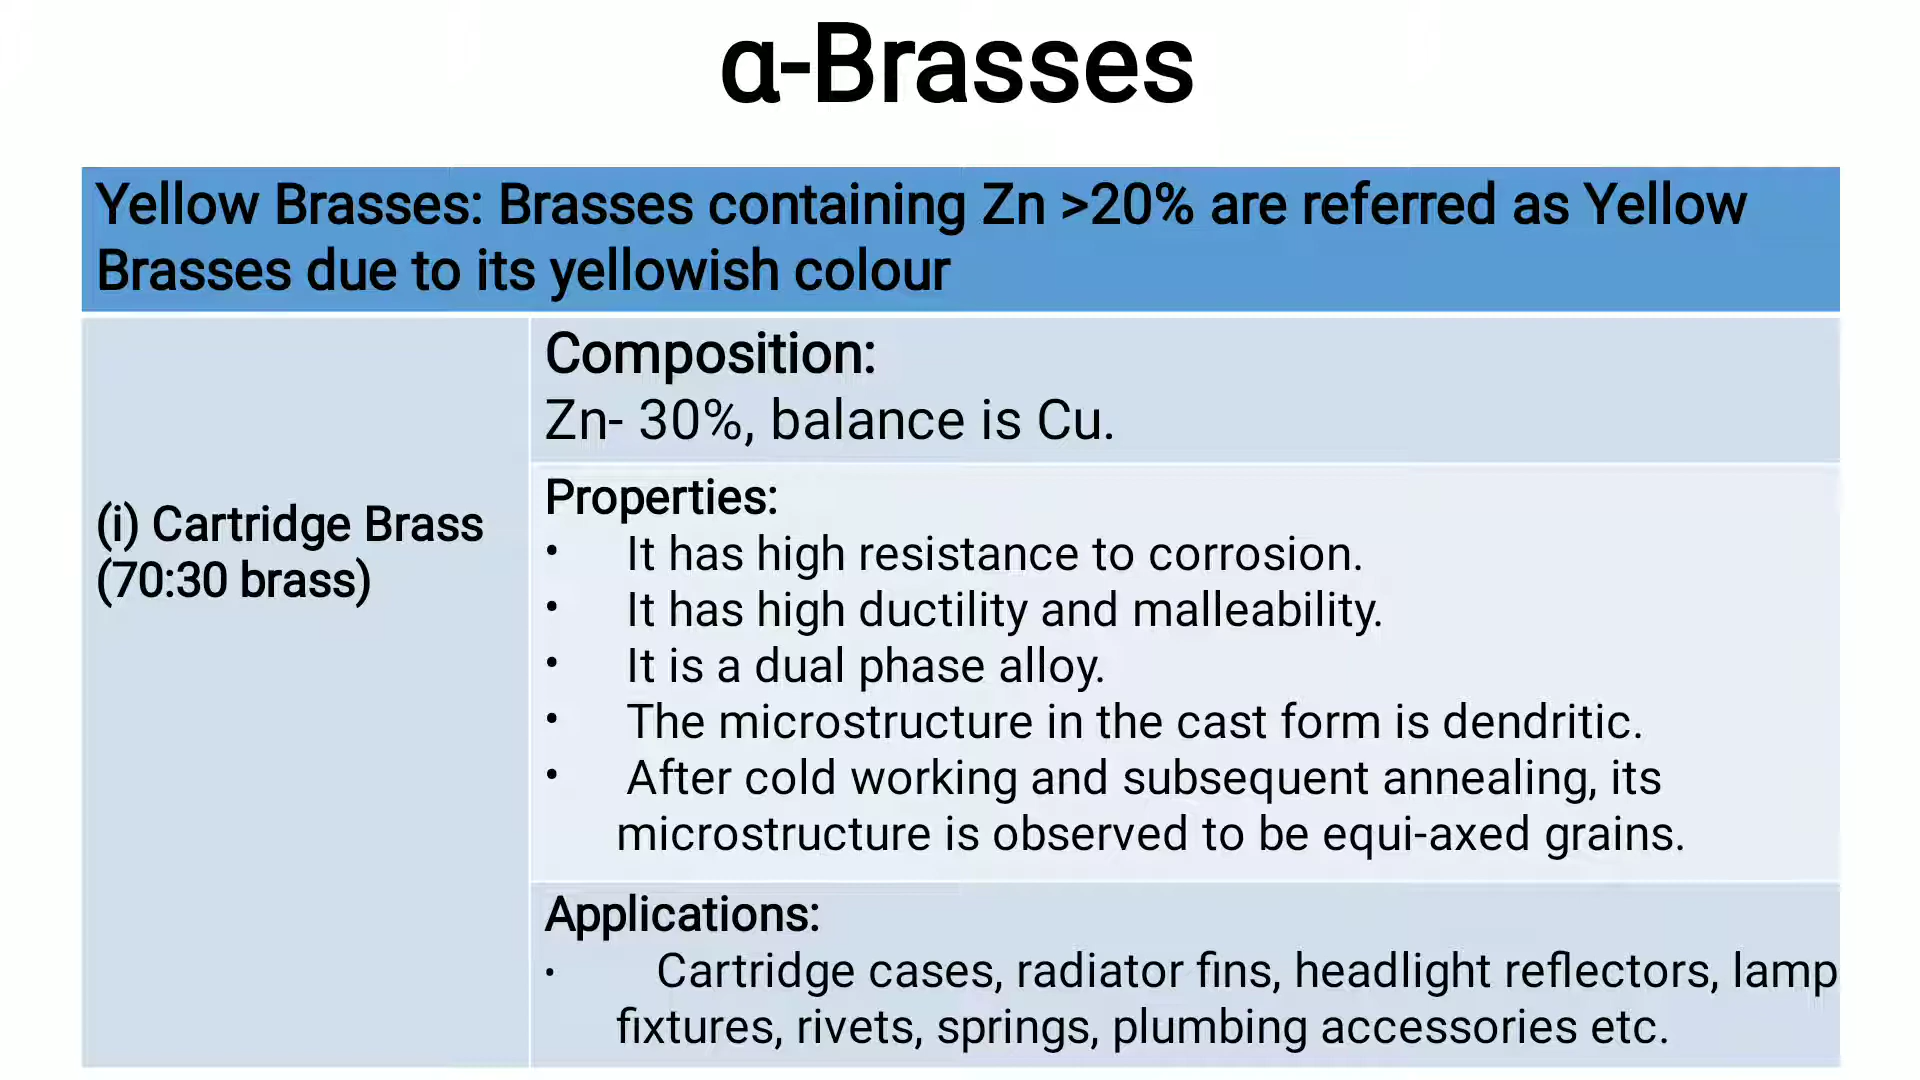 α-Brasses
Yellow Brasses: Brasses containing Zn >20% are referred as Yellow
Brasses due to its yellowish colour
(i) Cartridge Brass
(70:30 brass)
Composition:
Zn- 30%, balance is Cu.
Properties:
• It has high resistance to corrosion.
• It has high ductility and malleability.
• It is a dual phase alloy.
• The microstructure in the cast form is dendritic.
• After cold working and subsequent annealing, its
microstructure is observed to be equi-axed grains.
Applications:
• Cartridge cases, radiator fins, headlight reflectors, lamp
fixtures, rivets, springs, plumbing accessories etc.